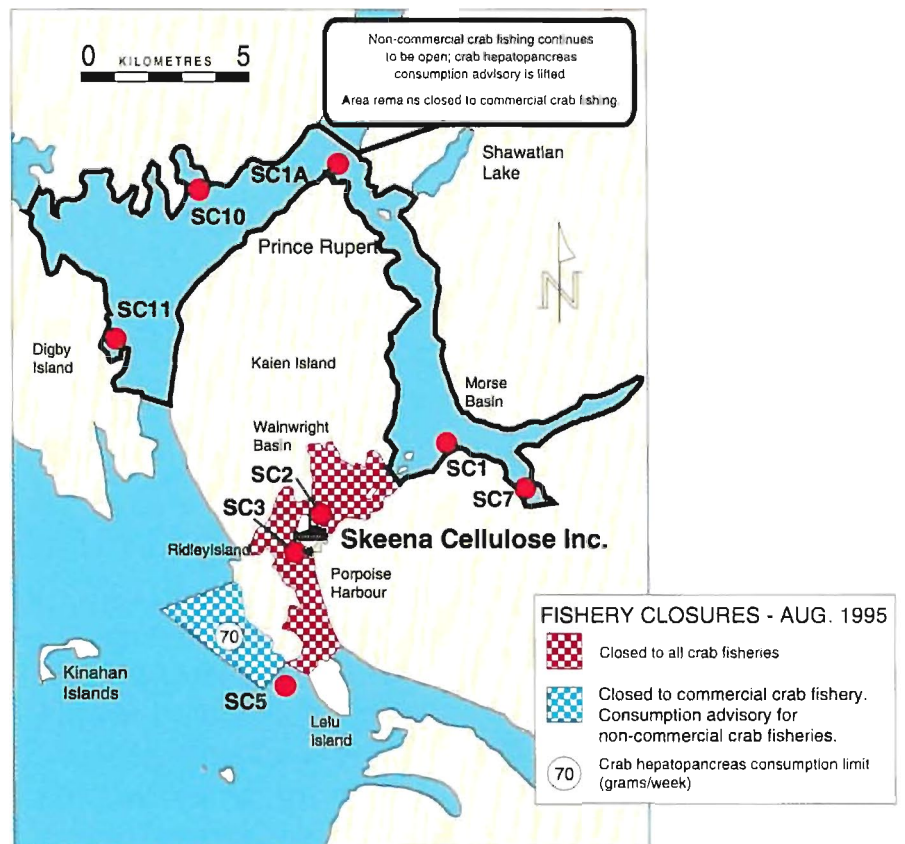 0 KILOMETRES 5
Non-commercial crab fishing continues
to be open; crab hepatopancreas
consumption advisory is lifted
Area remains closed to commercial crab fishing.
Shawatlan
Lake
SC1A
SC10
Prince Rupert
N
SC11
Digby
Island
Kaien Island
Morse
Basin
Wainwright
Basin
SC1
SC2
SC7
SC3
Skeena Cellulose Inc.
Ridley Island
Porpoise
Harbour
70
Kinahan
Islands
SC5
Lelu
Island
FISHERY CLOSURES - AUG. 1995
Closed to all crab fisheries
Closed to commercial crab fishery.
Consumption advisory for
non-commercial crab fisheries.
70
Crab hepatopancreas consumption limit
(grams/week)